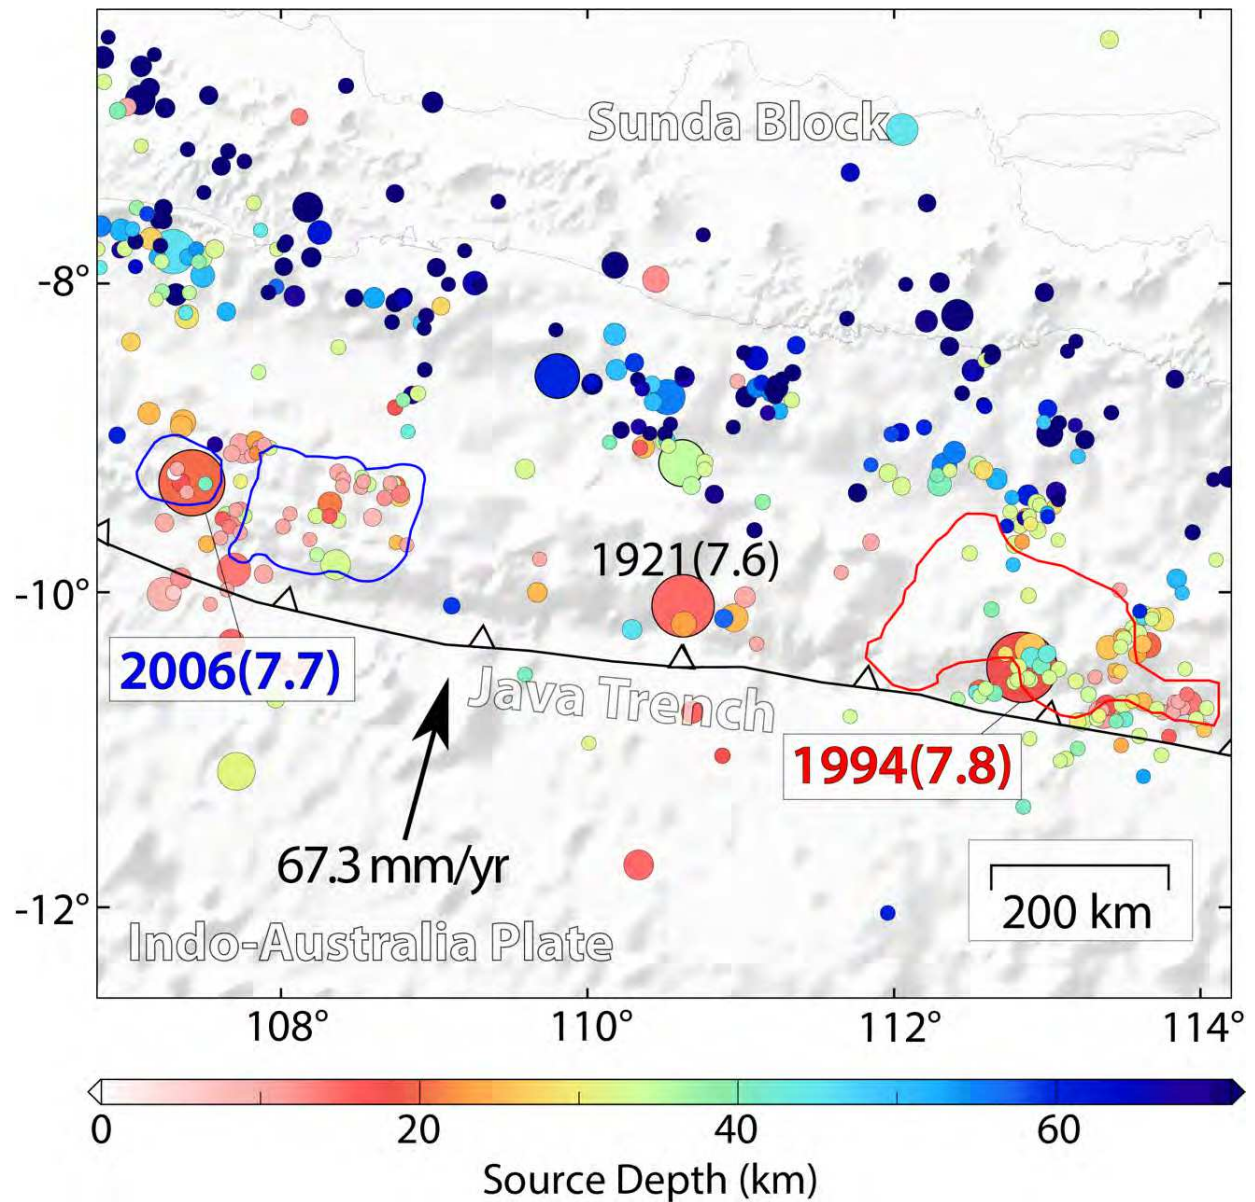 Sunda Block
-8°
1921(7.6)
-10°
2006(7.7)
Java Trench
1994(7.8)
67.3 mm/yr
200 km
-12°
Indo-Australia Plate
108° 110° 112° 114°
0 20 40 60
Source Depth (km)